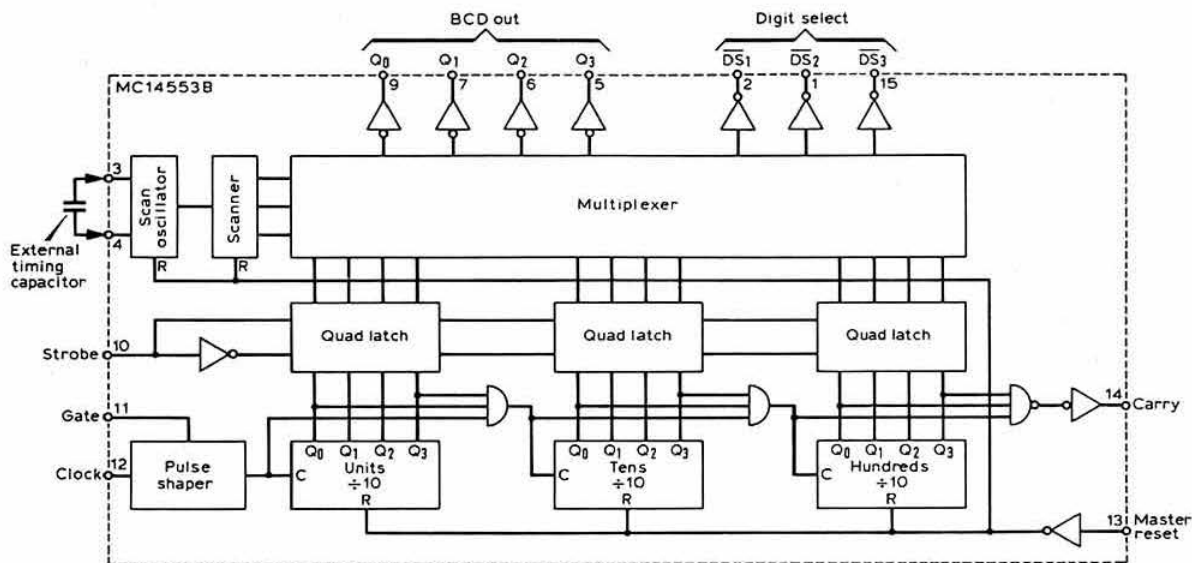 BCD out
Digit select
Q0 Q1 Q2 Q3
DS1 DS2 DS3
9 7 6 5 2 1 15
MC14553B
3
4
External
timing
capacitor
Scan
oscillator
R
Scanner
R
Multiplexer
Strobe 10
Quad latch
Quad latch
Quad latch
Gate 11
Clock 12
Pulse
shaper
Q0 Q1 Q2 Q3
C
Units
÷10
R
Q0 Q1 Q2 Q3
C
Tens
÷10
R
Q0 Q1 Q2 Q3
C
Hundreds
÷10
R
14 Carry
13 Master
reset